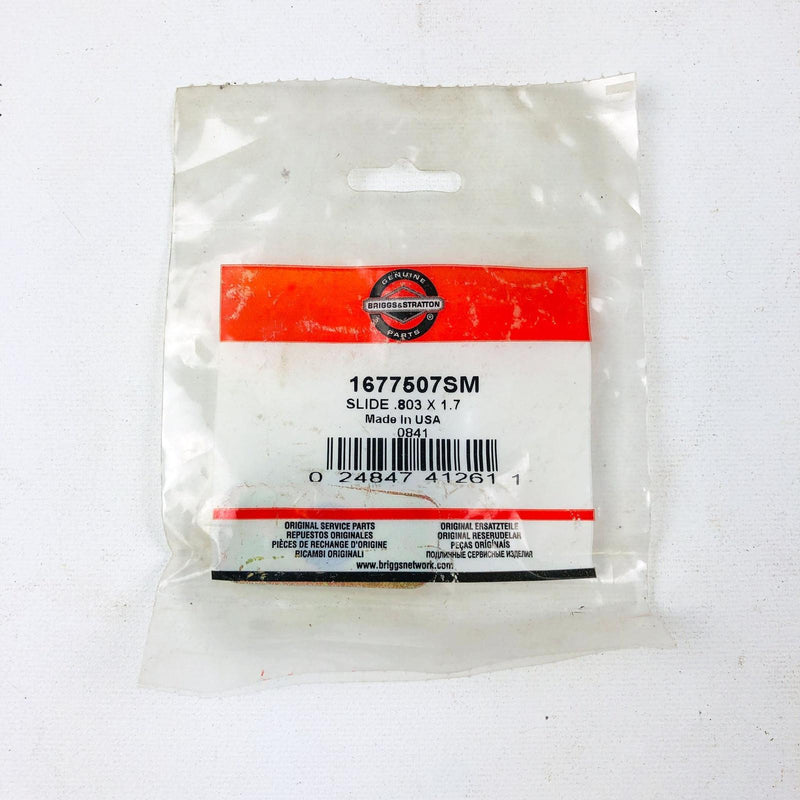 GENUINE
BRIGGS&STRATTON
®
PARTS
1677507SM
SLIDE .803 X 1.7
Made In USA
0841
0 24847 41261 1
ORIGINAL SERVICE PARTS
REPUESTOS ORIGINALES
PIÈCES DE RECHANGE D'ORIGINE
RICAMBI ORIGINALI
ORIGINAL ERSATZTEILE
ORIGINAL RESERUDELAR
PEÇAS ORIGINAIS
ПОДЛИННЫЕ СЕРВИСНЫЕ ИЗДЕЛИЯ
www.briggsnetwork.com